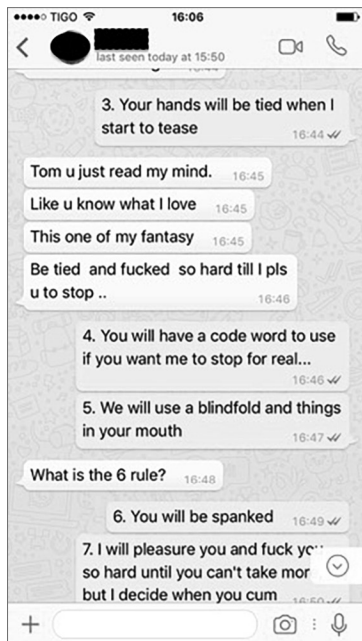 TIGO 16:06
last seen today at 15:50
3. Your hands will be tied when I
start to tease
16:44
Tom u just read my mind. 16:45
Like u know what I love 16:45
This one of my fantasy 16:45
Be tied and fucked so hard till I pls
u to stop ..
16:46
4. You will have a code word to use
if you want me to stop for real...
16:46
5. We will use a blindfold and things
in your mouth
16:47
What is the 6 rule? 16:48
6. You will be spanked 16:49
7. I will pleasure you and fuck
so hard until you can't take
but I decide when you cum